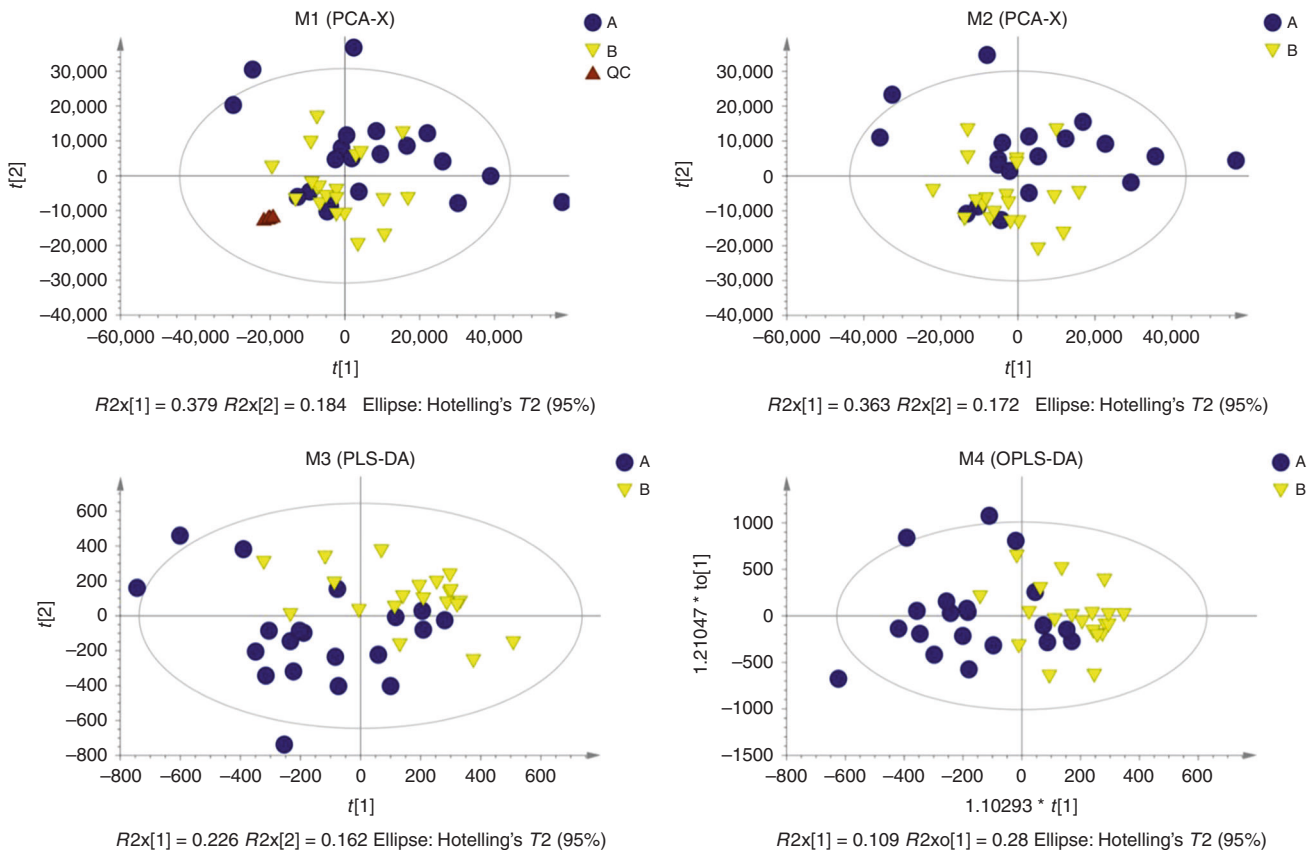 M1 (PCA-X)
A
B
QC
30,000
20,000
10,000
0
–10,000
–20,000
–30,000
–40,000
t[2]
–60,000 –40,000 –20,000 0 20,000 40,000
t[1]
R2x[1] = 0.379 R2x[2] = 0.184 Ellipse: Hotelling's T2 (95%)
M2 (PCA-X)
A
B
30,000
20,000
10,000
0
–10,000
–20,000
–30,000
–40,000
t[2]
–60,000 –40,000 –20,000 0 20,000 40,000
t[1]
R2x[1] = 0.363 R2x[2] = 0.172 Ellipse: Hotelling's T2 (95%)
M3 (PLS-DA)
A
B
600
400
200
0
–200
–400
–600
–800
t[2]
–800 –600 –400 –200 0 200 400 600
t[1]
R2x[1] = 0.226 R2x[2] = 0.162 Ellipse: Hotelling's T2 (95%)
M4 (OPLS-DA)
A
B
1000
500
0
–500
–1000
–1500
1.21047 * to[1]
–800 –600 –400 –200 0 200 400 600
1.10293 * t[1]
R2x[1] = 0.109 R2xo[1] = 0.28 Ellipse: Hotelling's T2 (95%)